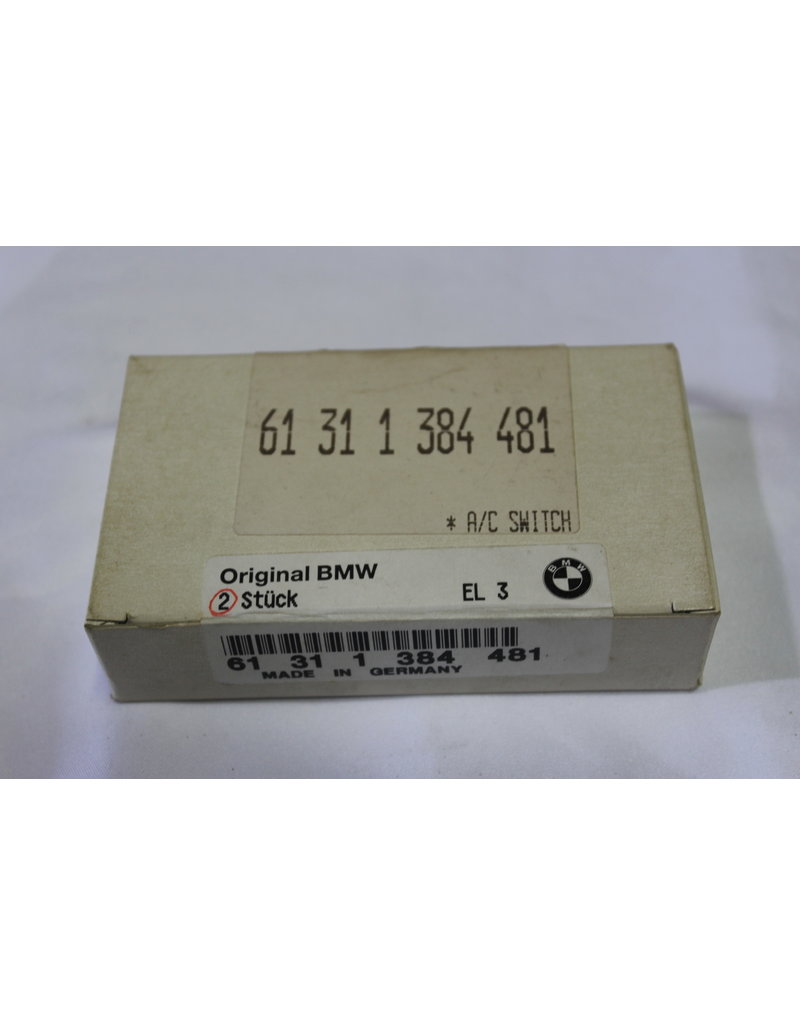 61 31 1 384 481
* A/C SWITCH
Original BMW
2 Stück EL 3
BMW
61 31 1 384 481
MADE IN GERMANY